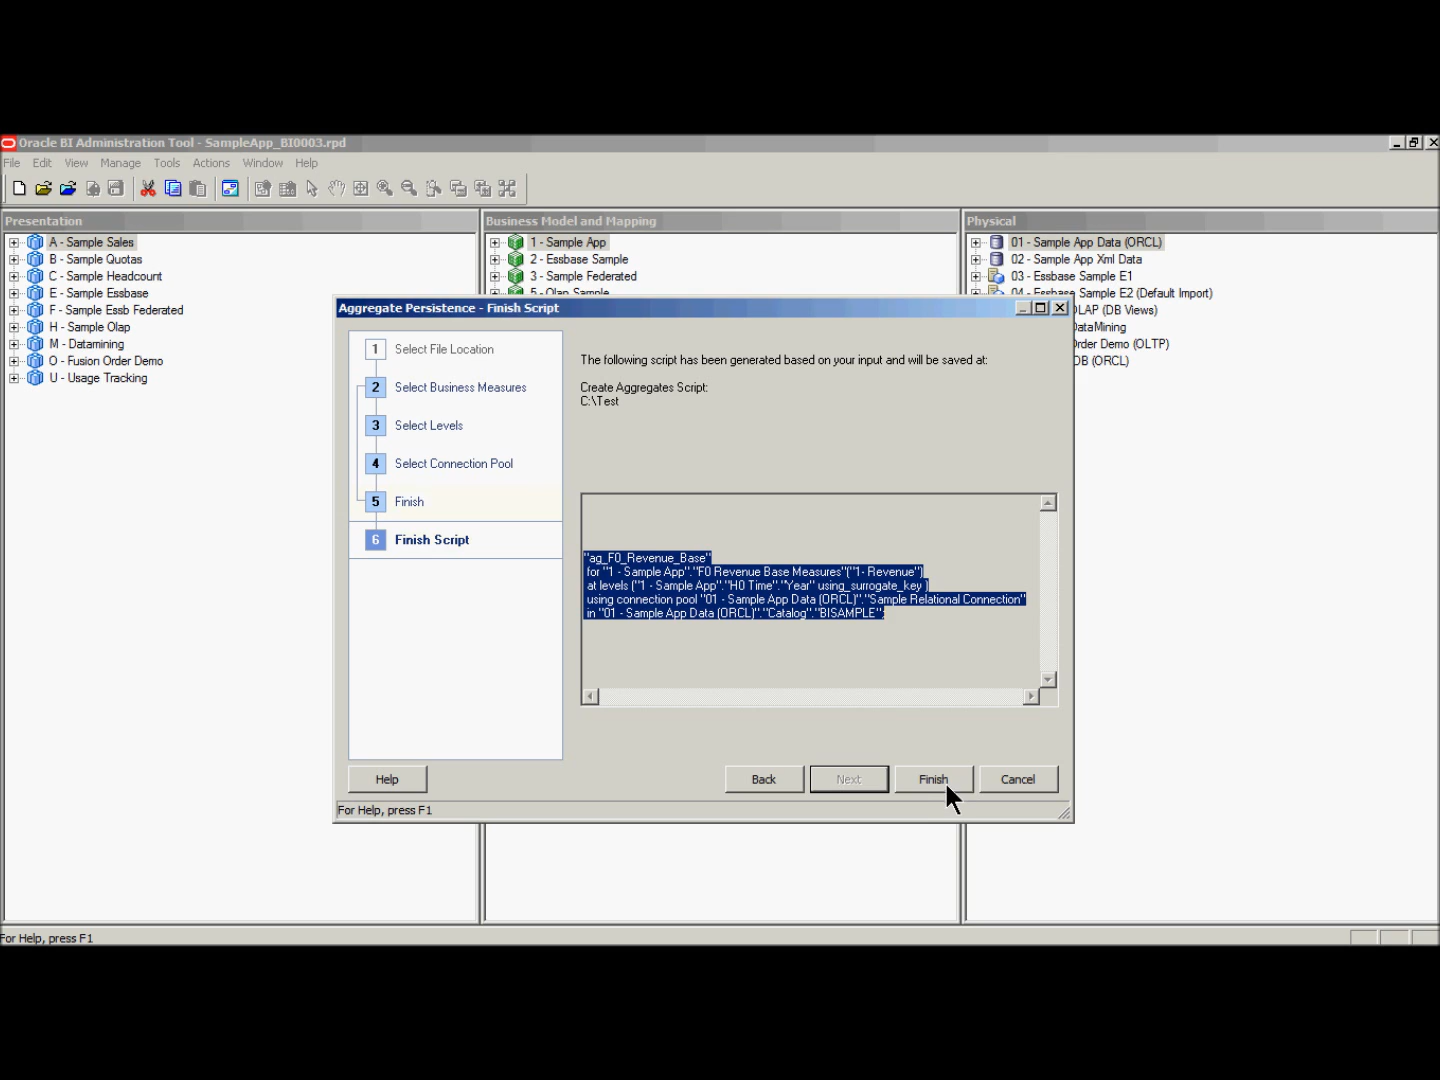 Oracle BI Administration Tool - SampleApp_BI0003.rpd
File Edit View Manage Tools Actions Window Help
Presentation
A - Sample Sales
B - Sample Quotas
C - Sample Headcount
E - Sample Essbase
F - Sample Essb Federated
H - Sample Olap
M - Datamining
O - Fusion Order Demo
U - Usage Tracking
Business Model and Mapping
1 - Sample App
2 - Essbase Sample
3 - Sample Federated
5 - Olap Sample
Physical
01 - Sample App Data (ORCL)
02 - Sample App Xml Data
03 - Essbase Sample E1
04 - Essbase Sample E2 (Default Import)
LAP (DB Views)
DataMining
rder Demo (OLTP)
DB (ORCL)
Aggregate Persistence - Finish Script
1 Select File Location
2 Select Business Measures
3 Select Levels
4 Select Connection Pool
5 Finish
6 Finish Script
The following script has been generated based on your input and will be saved at:
Create Aggregates Script:
C:\Test
"ag_F0_Revenue_Base"
for "1 - Sample App"."F0 Revenue Base Measures"("1- Revenue")
at levels ("1 - Sample App"."H0 Time"."Year" using_surrogate_key )
using connection pool "01 - Sample App Data (ORCL)"."Sample Relational Connection"
in "01 - Sample App Data (ORCL)"."Catalog"."BISAMPLE";
Help Back Next Finish Cancel
For Help, press F1
For Help, press F1